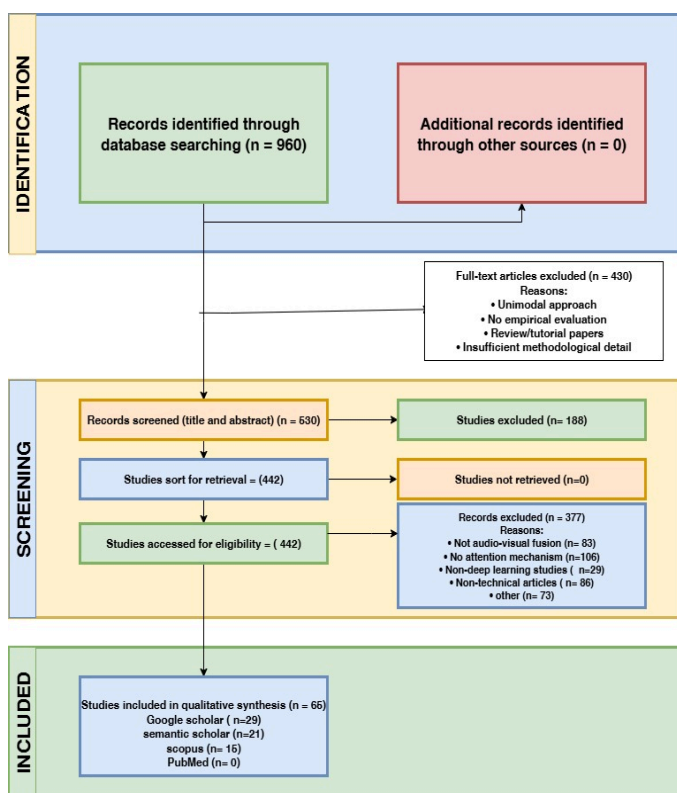 IDENTIFICATION
Records identified through
database searching (n = 960)
Additional records identified
through other sources (n = 0)
Full-text articles excluded (n = 430)
Reasons:
• Unimodal approach
• No empirical evaluation
• Review/tutorial papers
• Insufficient methodological detail
SCREENING
Records screened (title and abstract) (n = 530)
Studies excluded (n= 188)
Studies sort for retrieval = (442)
Studies not retrieved (n=0)
Studies accessed for eligibility = ( 442)
Records excluded (n = 377)
Reasons:
• Not audio-visual fusion (n= 83)
• No attention mechanism (n=106)
• Non-deep learning studies ( n=29)
• Non-technical articles ( n= 86)
• other (n= 73)
INCLUDED
Studies included in qualitative synthesis (n = 65)
Google scholar ( n=29)
semantic scholar (n=21)
scopus (n= 15)
PubMed (n= 0)